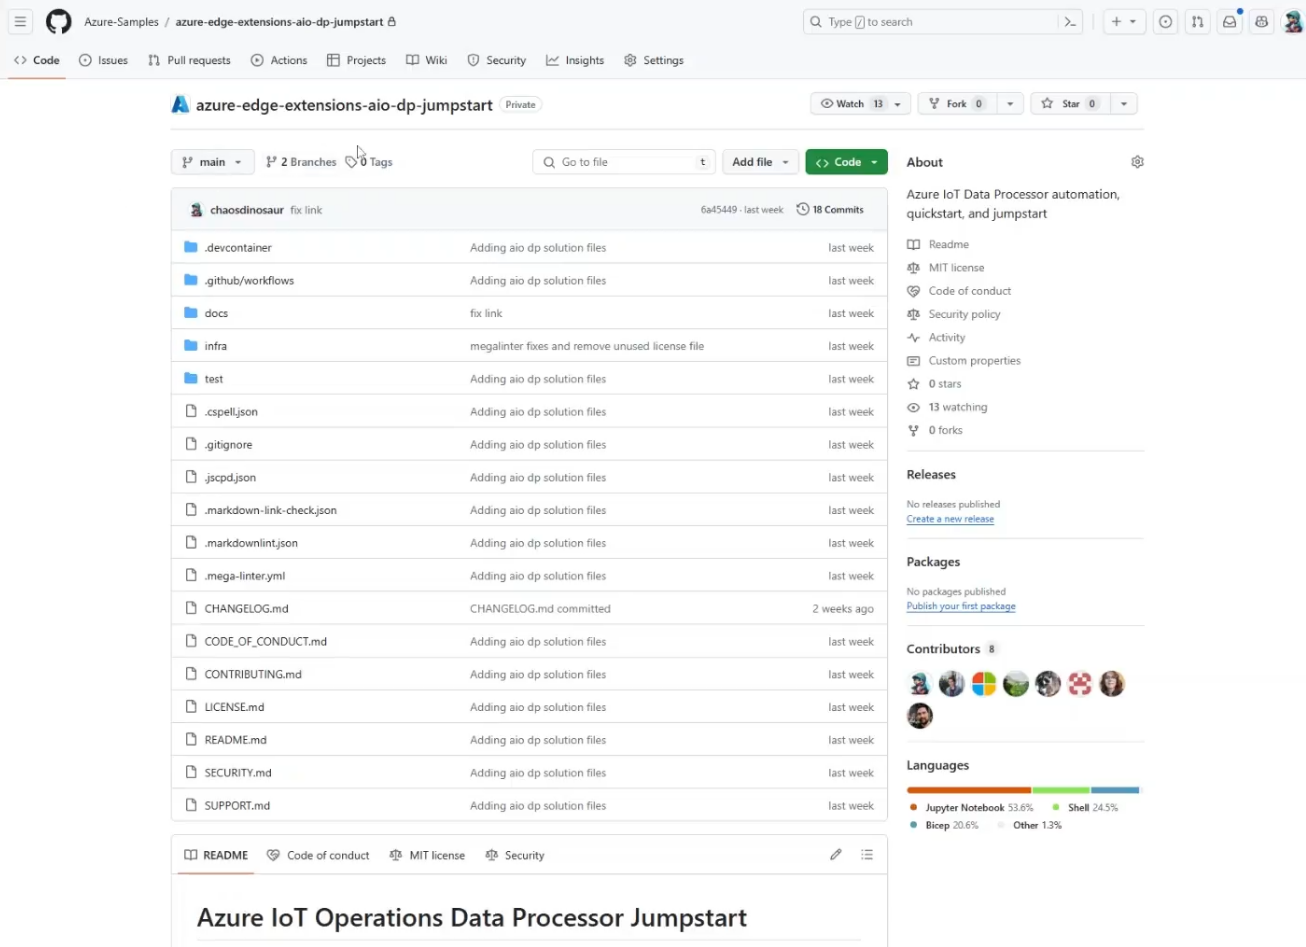 Azure-Samples / azure-edge-extensions-aio-dp-jumpstart
Type / to search
Code Issues Pull requests Actions Projects Wiki Security Insights Settings
azure-edge-extensions-aio-dp-jumpstart Private
Watch 13 Fork 0 Star 0
main 2 Branches 0 Tags Go to file t Add file Code
chaosdinosaur fix link 6a45449 · last week 18 Commits
.devcontainer Adding aio dp solution files last week
.github/workflows Adding aio dp solution files last week
docs fix link last week
infra megalinter fixes and remove unused license file last week
test Adding aio dp solution files last week
.cspell.json Adding aio dp solution files last week
.gitignore Adding aio dp solution files last week
.jscpd.json Adding aio dp solution files last week
.markdown-link-check.json Adding aio dp solution files last week
.markdownlint.json Adding aio dp solution files last week
.mega-linter.yml Adding aio dp solution files last week
CHANGELOG.md CHANGELOG.md committed 2 weeks ago
CODE_OF_CONDUCT.md Adding aio dp solution files last week
CONTRIBUTING.md Adding aio dp solution files last week
LICENSE.md Adding aio dp solution files last week
README.md Adding aio dp solution files last week
SECURITY.md Adding aio dp solution files last week
SUPPORT.md Adding aio dp solution files last week
README Code of conduct MIT license Security
Azure IoT Operations Data Processor Jumpstart
About
Azure IoT Data Processor automation,
quickstart, and jumpstart
Readme
MIT license
Code of conduct
Security policy
Activity
Custom properties
0 stars
13 watching
0 forks
Releases
No releases published
Create a new release
Packages
No packages published
Publish your first package
Contributors 8
Languages
Jupyter Notebook 53.6% Shell 24.5%
Bicep 20.6% Other 1.3%